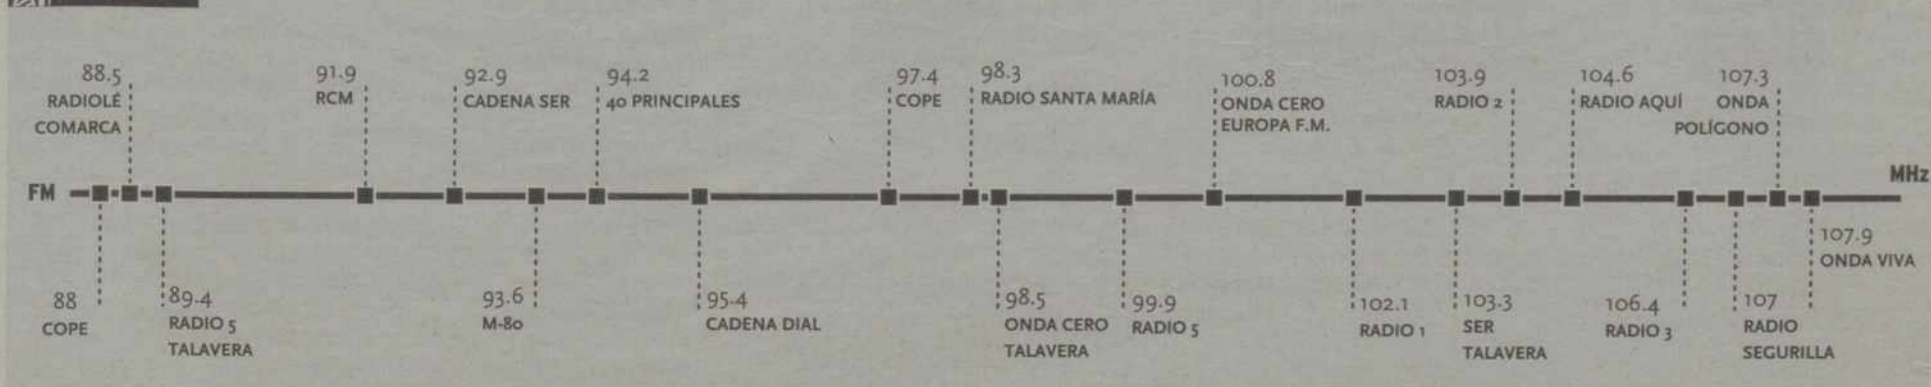 88.5
RADIOLÉ
COMARCA
91.9
RCM
92.9
CADENA SER
94.2
40 PRINCIPALES
97.4
COPE
98.3
RADIO SANTA MARÍA
100.8
ONDA CERO
EUROPA F.M.
103.9
RADIO 2
104.6
RADIO AQUÍ
107.3
ONDA
POLÍGONO
FM
MHz
88
COPE
89.4
RADIO 5
TALAVERA
93.6
M-80
95.4
CADENA DIAL
98.5
ONDA CERO
TALAVERA
99.9
RADIO 5
102.1
RADIO 1
103.3
SER
TALAVERA
106.4
RADIO 3
107
RADIO
SEGURILLA
107.9
ONDA VIVA